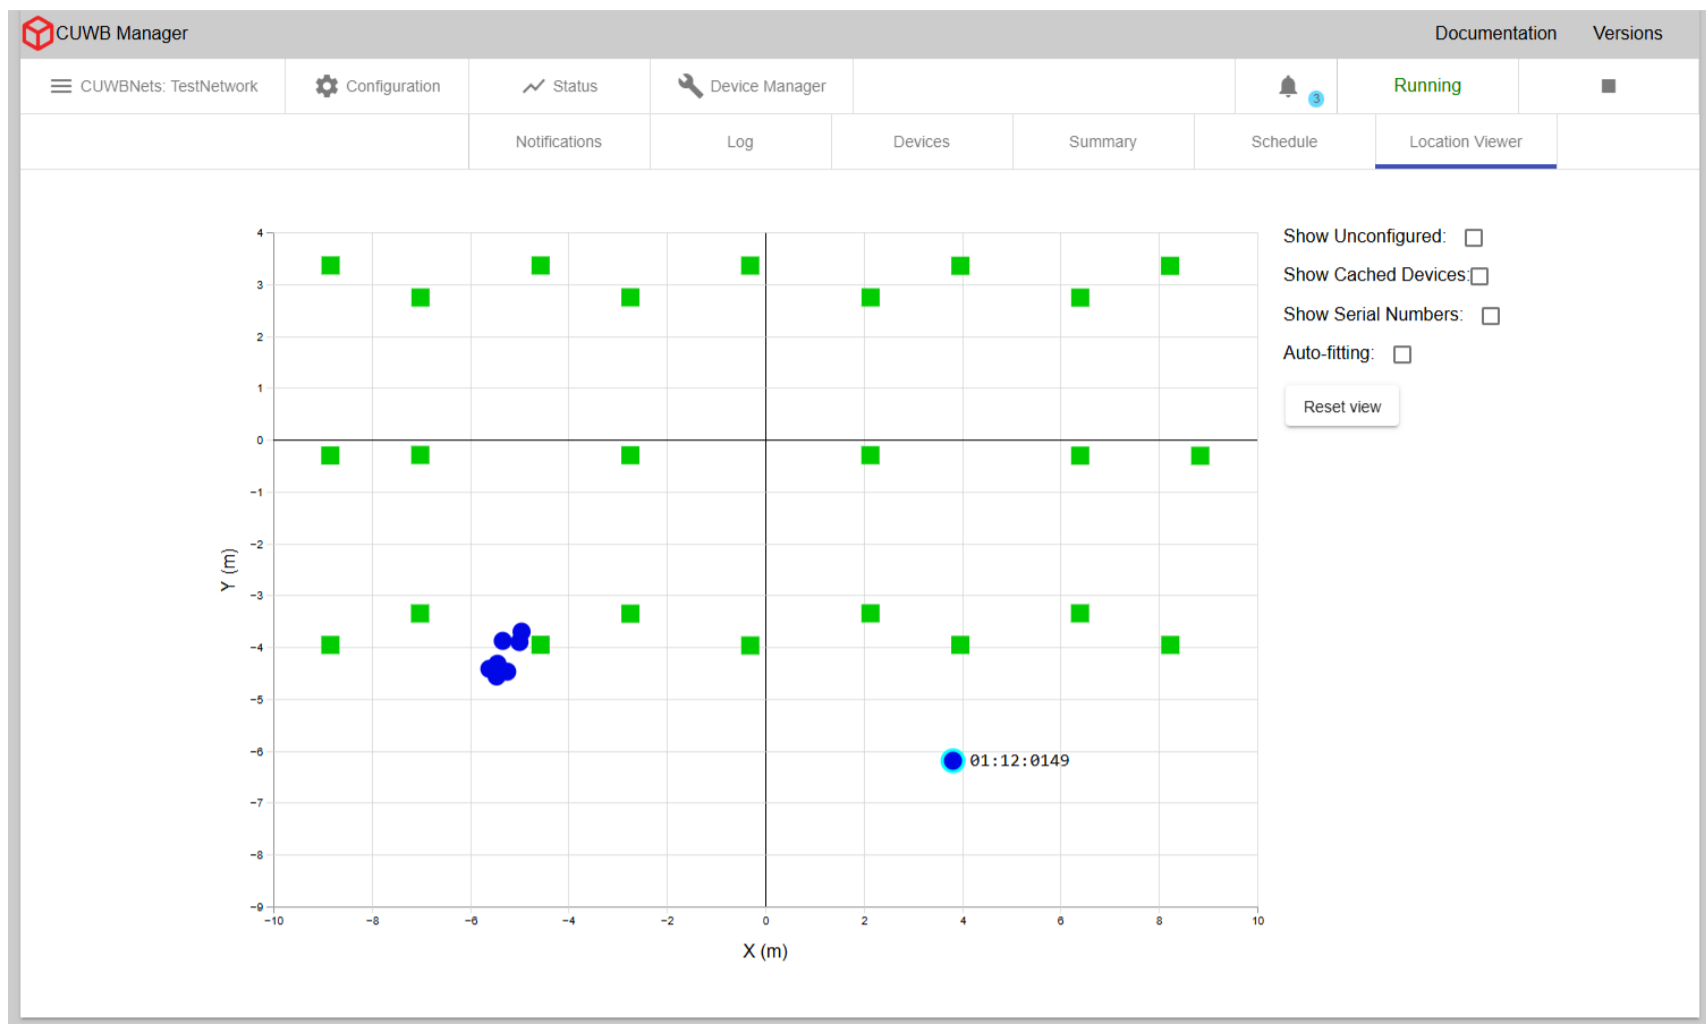 CUWB Manager Documentation Versions
CUWBNets: TestNetwork Configuration Status Device Manager 3 Running
Notifications Log Devices Summary Schedule Location Viewer
Show Unconfigured:
Show Cached Devices:
Show Serial Numbers:
Auto-fitting:
Reset view
4
3
2
1
0
−1
−2
−3
−4
−5
−6
−7
−8
−9
Y (m)
01:12:0149
−10 −8 −6 −4 −2 0 2 4 6 8 10
X (m)